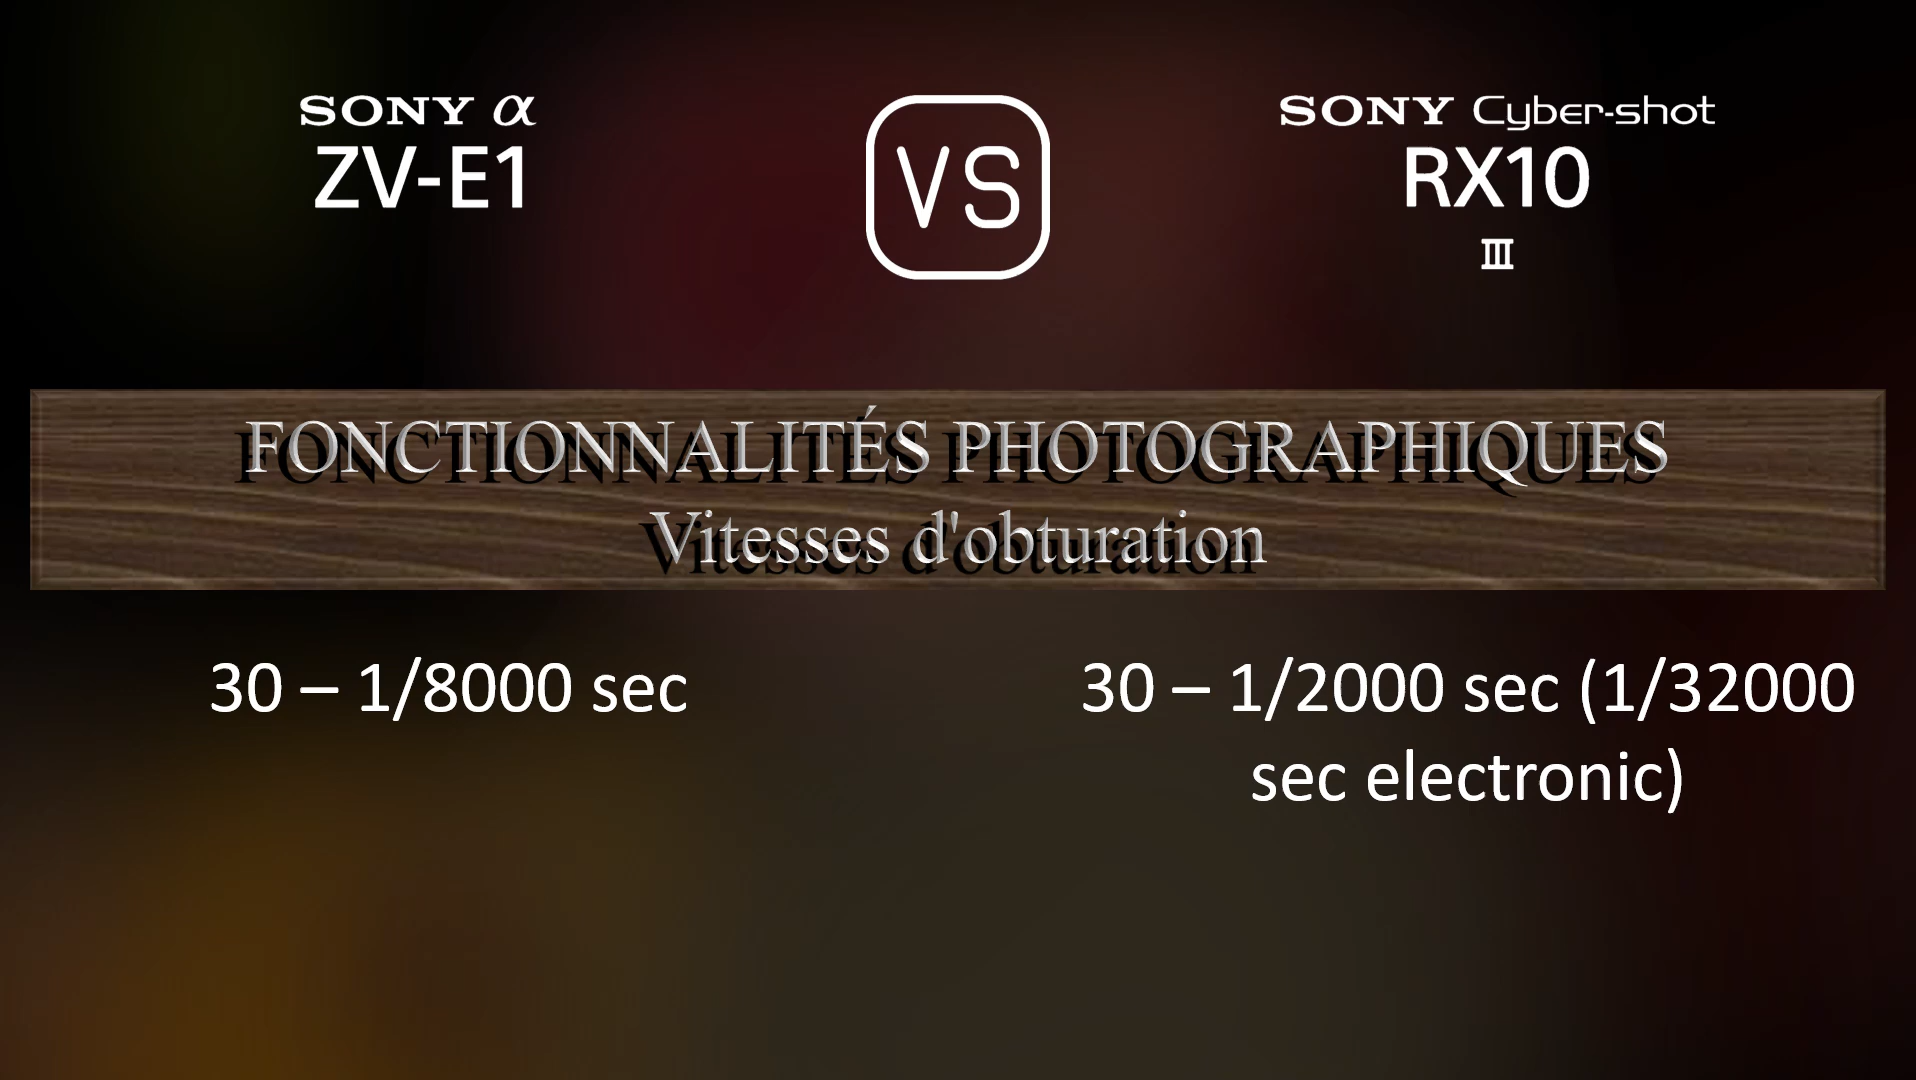 SONY α
ZV-E1
VS
SONY Cyber-shot
RX10
III
FONCTIONNALITÉS PHOTOGRAPHIQUES
Vitesses d'obturation
30 – 1/8000 sec
30 – 1/2000 sec (1/32000
sec electronic)